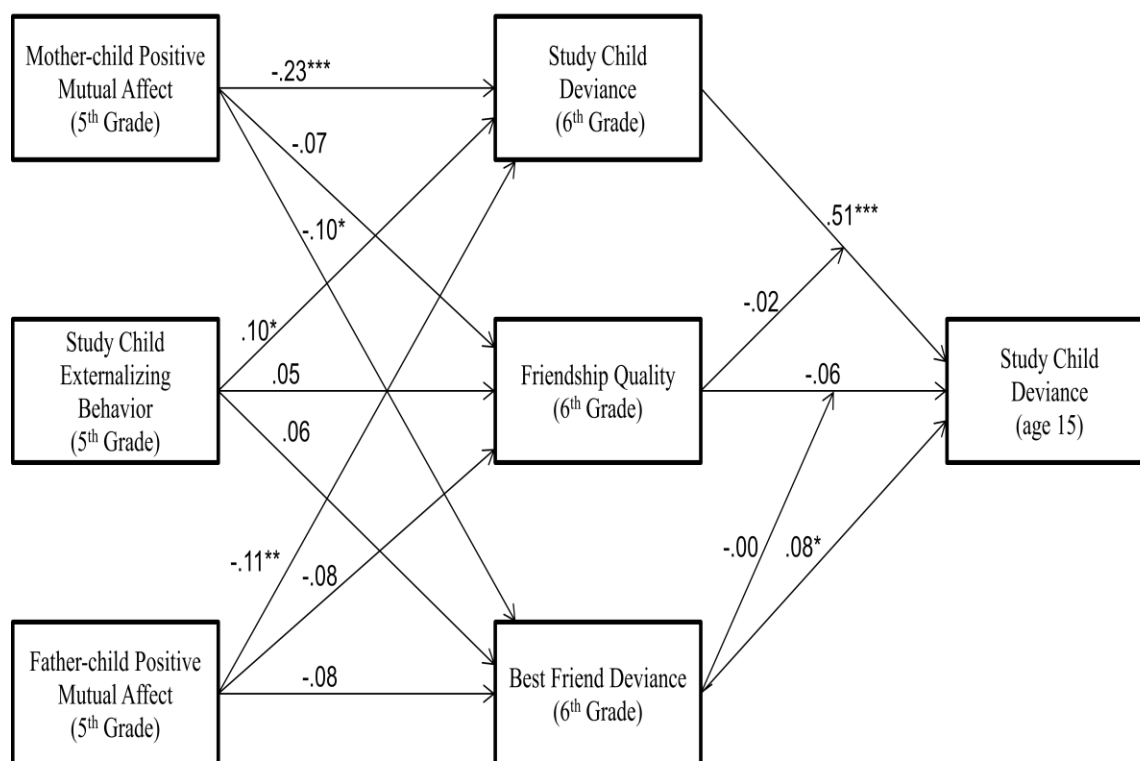 Mother-child Positive
Mutual Affect
(5th Grade)
Study Child
Externalizing
Behavior
(5th Grade)
Father-child Positive
Mutual Affect
(5th Grade)
-.23***
-.07
-.10*
.10*
.05
.06
-.11**
-.08
-.08
Study Child
Deviance
(6th Grade)
Friendship Quality
(6th Grade)
Best Friend Deviance
(6th Grade)
.51***
-.02
-.06
-.00
.08*
Study Child
Deviance
(age 15)